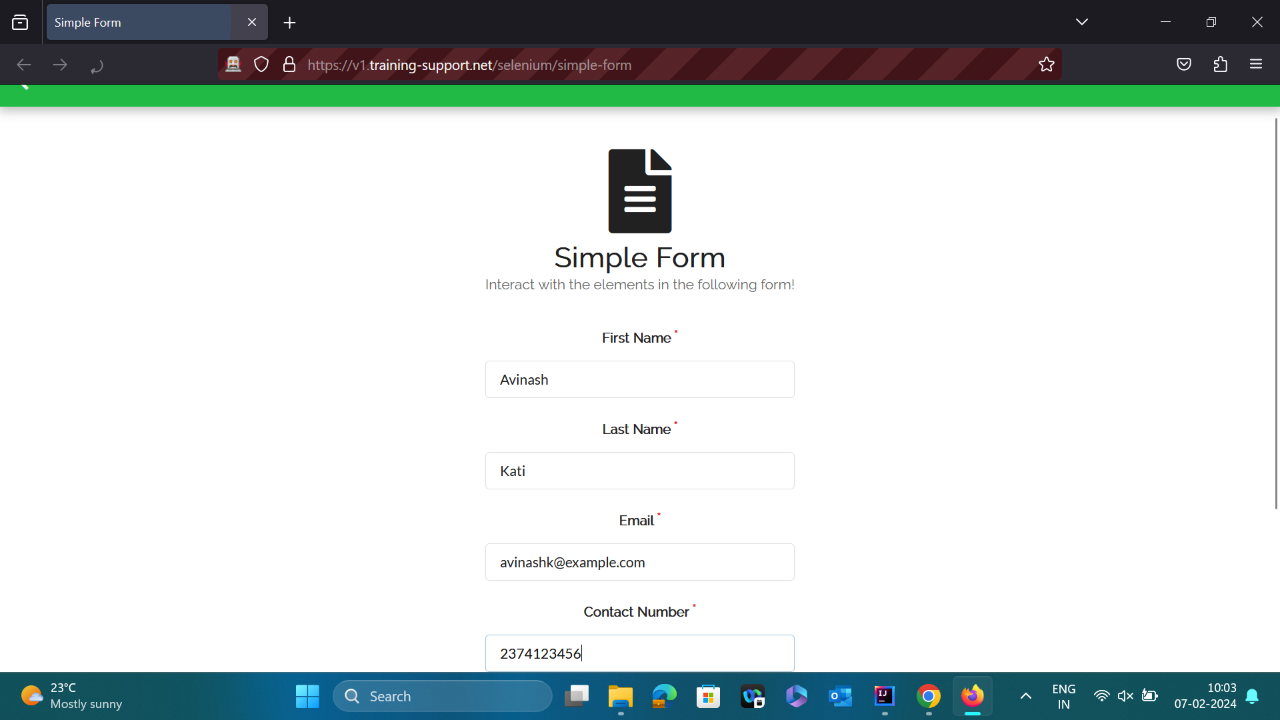 Simple Form
https://v1.training-support.net/selenium/simple-form
Simple Form
Interact with the elements in the following form!
First Name *
Avinash
Last Name *
Kati
Email *
avinashk@example.com
Contact Number *
2374123456
23°C
Mostly sunny
Search
ENG
IN
10:03
07-02-2024